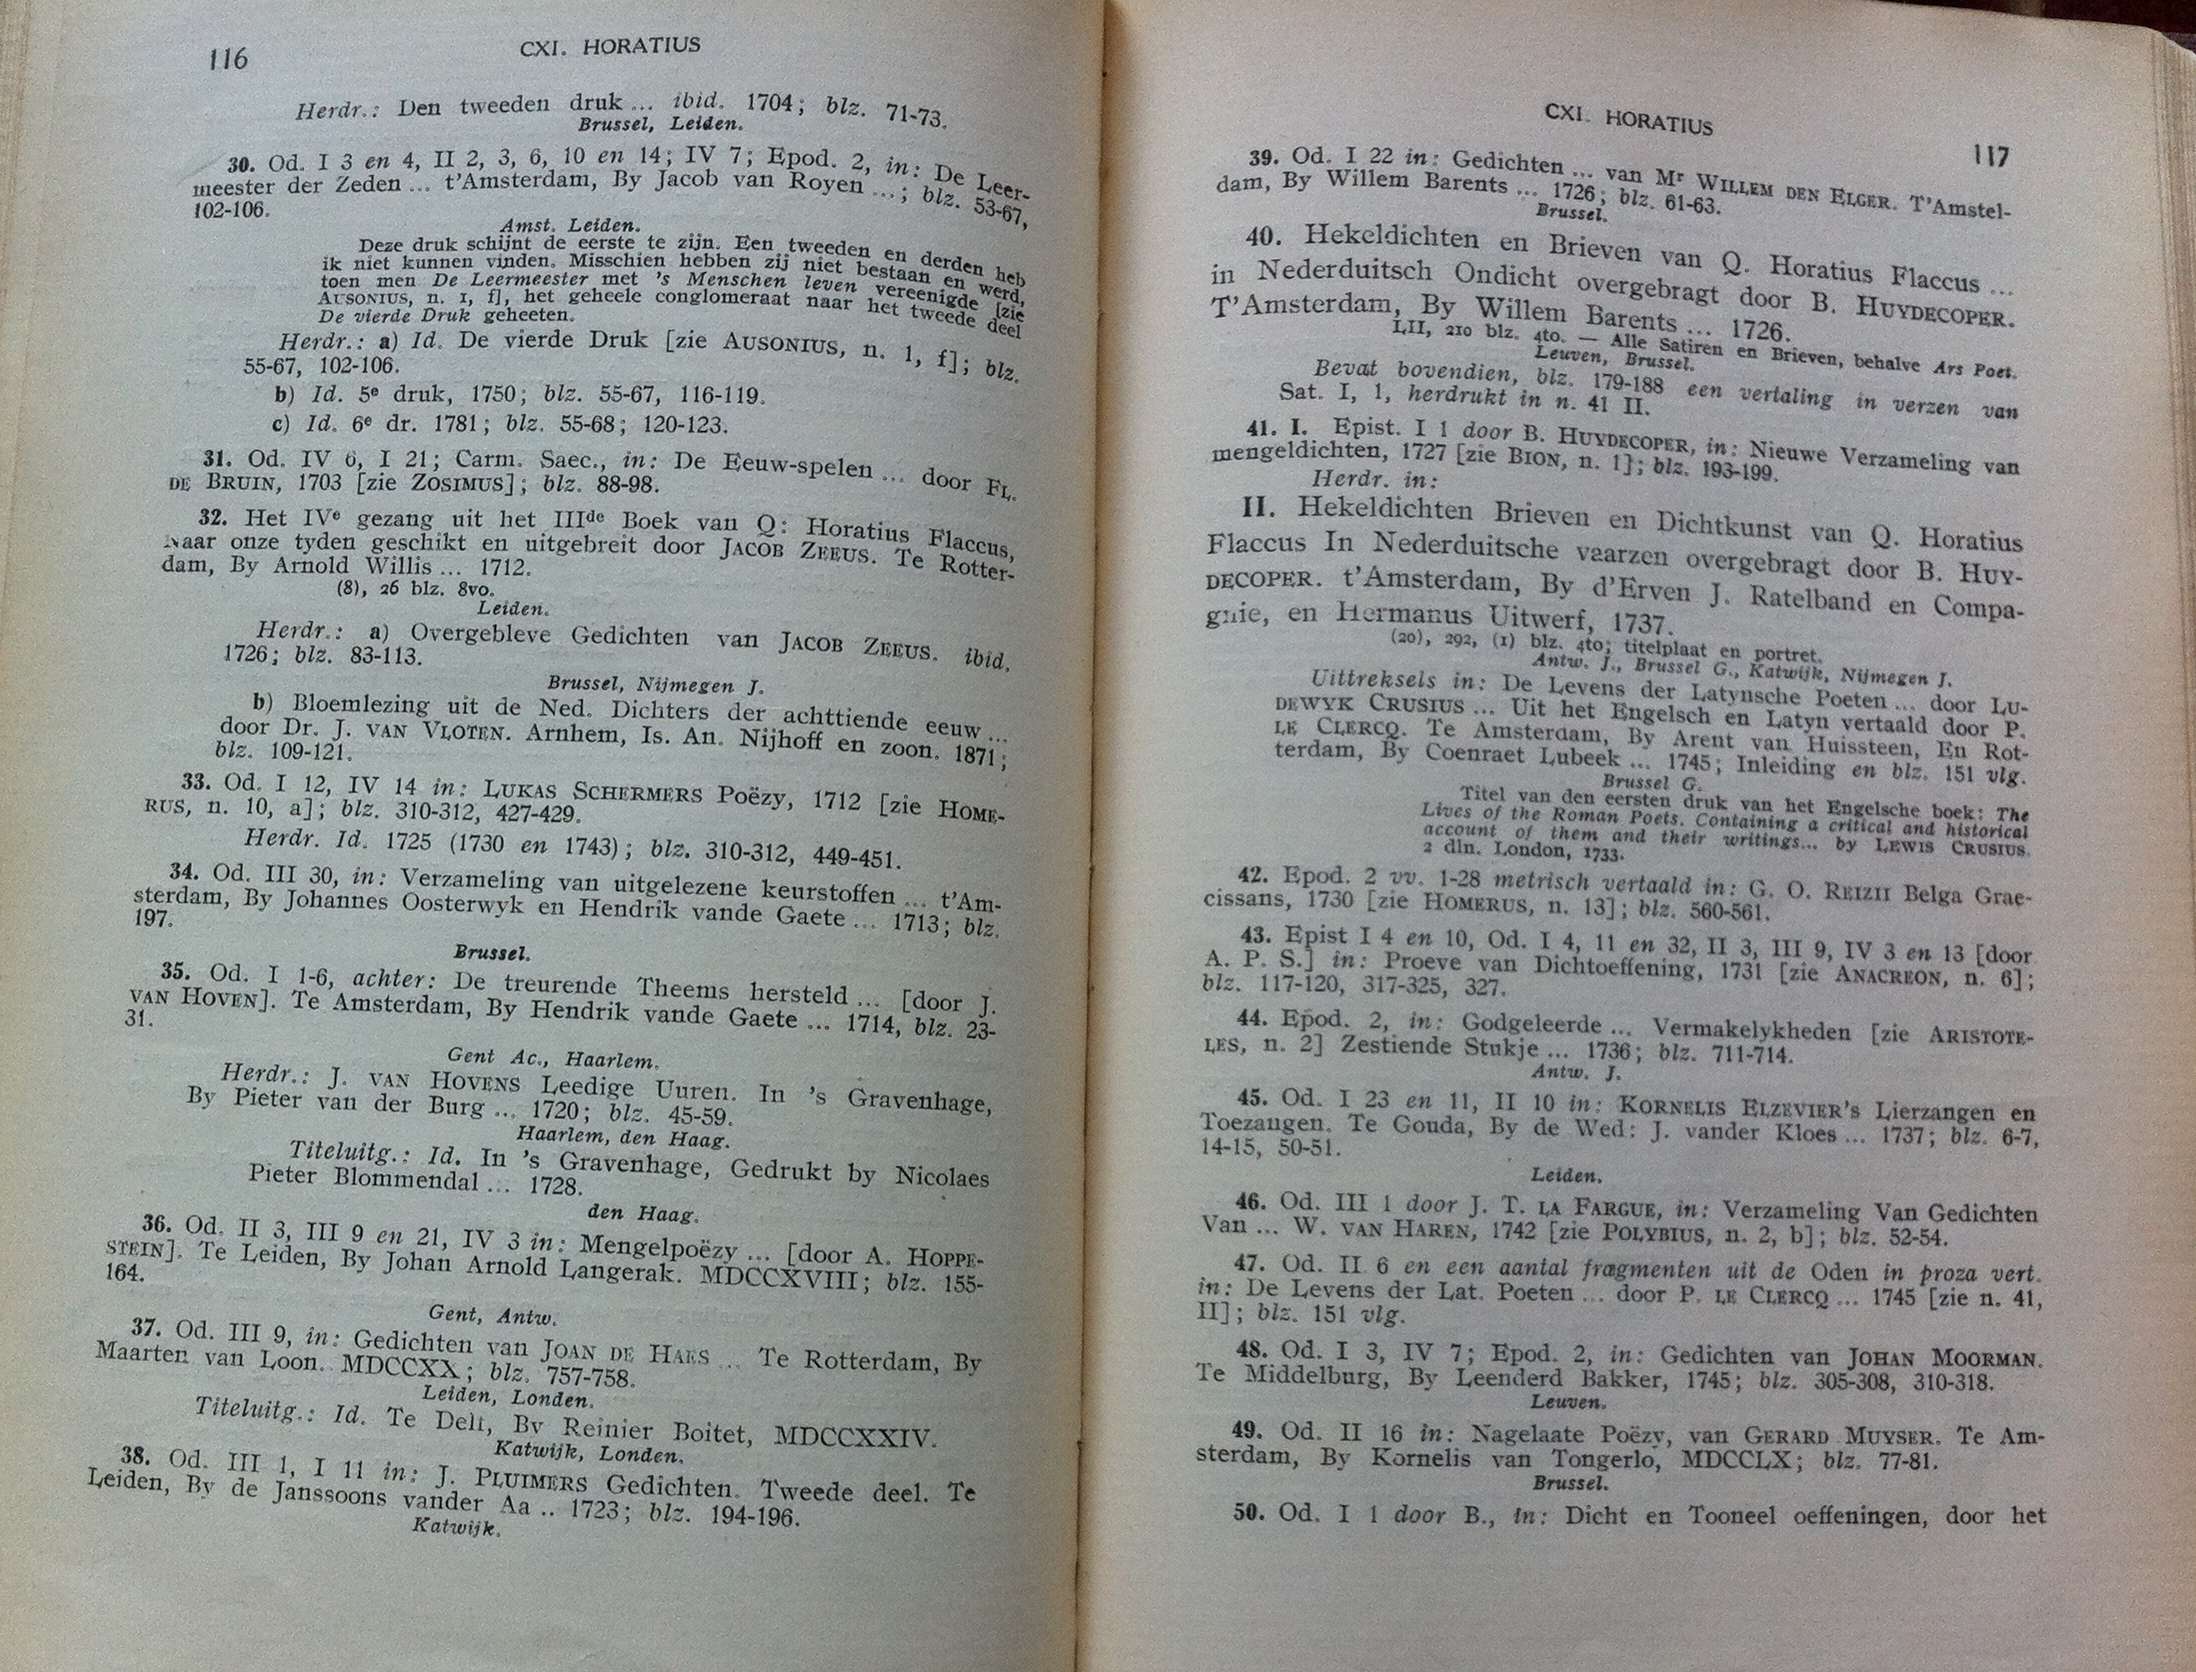 116
CXI. HORATIUS
Herdr.: Den tweeden druk ... ibid. 1704; blz. 71-73.
Brussel, Leiden.
30. Od. I 3 en 4, II 2, 3, 6, 10 en 14; IV 7; Epod. 2, in: De Leer-
meester der Zeden ... t'Amsterdam, By Jacob van Royen ...; blz. 53-67,
102-106.
Amst. Leiden.
Deze druk schijnt de eerste te zijn. Een tweeden en derden heb
ik niet kunnen vinden. Misschien hebben zij niet bestaan en werd,
toen men De Leermeester met 's Menschen leven vereenigde [zie
AUSONIUS, n. 1, f], het geheele conglomeraat naar het tweede deel
De vierde Druk geheeten.
Herdr.: a) Id. De vierde Druk [zie AUSONIUS, n. 1, f]; blz.
55-67, 102-106.
b) Id. 5e druk, 1750; blz. 55-67, 116-119.
c) Id. 6e dr. 1781; blz. 55-68; 120-123.
31. Od. IV 6, I 21; Carm. Saec., in: De Eeuw-spelen ... door FL.
DE BRUIN, 1703 [zie ZOSIMUS]; blz. 88-98.
32. Het IVe gezang uit het IIIde Boek van Q: Horatius Flaccus,
Naar onze tyden geschikt en uitgebreit door JACOB ZEEUS. Te Rotter-
dam, By Arnold Willis ... 1712.
(8), 26 blz. 8vo.
Leiden.
Herdr.: a) Overgebleve Gedichten van JACOB ZEEUS. ibid.
1726; blz. 83-113.
Brussel, Nijmegen J.
b) Bloemlezing uit de Ned. Dichters der achttiende eeuw ...
door Dr. J. VAN VLOTEN. Arnhem, Is. An. Nijhoff en zoon. 1871;
blz. 109-121.
33. Od. I 12, IV 14 in: LUKAS SCHERMERS Poëzy, 1712 [zie HOME-
RUS, n. 10, a]; blz. 310-312, 427-429.
Herdr. Id. 1725 (1730 en 1743); blz. 310-312, 449-451.
34. Od. III 30, in: Verzameling van uitgelezene keurstoffen ... t'Am-
sterdam, By Johannes Oosterwyk en Hendrik vande Gaete ... 1713; blz.
197.
Brussel.
35. Od. I 1-6, achter: De treurende Theems hersteld ... [door J.
VAN HOVEN]. Te Amsterdam, By Hendrik vande Gaete ... 1714, blz. 23-
31.
Gent Ac., Haarlem.
Herdr.: J. VAN HOVENS Leedige Uuren. In 's Gravenhage,
By Pieter van der Burg ... 1720; blz. 45-59.
Haarlem, den Haag.
Titeluitg.: Id. In 's Gravenhage, Gedrukt by Nicolaes
Pieter Blommendal ... 1728.
den Haag.
36. Od. II 3, III 9 en 21, IV 3 in: Mengelpoëzy ... [door A. HOPPE-
STEIN]. Te Leiden, By Johan Arnold Langerak. MDCCXVIII; blz. 155-
164.
Gent, Antw.
37. Od. III 9, in: Gedichten van JOAN DE HAES ... Te Rotterdam, By
Maarten van Loon. MDCCXX; blz. 757-758.
Leiden, Londen.
Titeluitg.: Id. Te Delft, By Reinier Boitet, MDCCXXIV.
Katwijk, Londen.
38. Od. III 1, I 11 in: J. PLUIMERS Gedichten. Tweede deel. Te
Leiden, By de Janssoons vander Aa .. 1723; blz. 194-196.
Katwijk.
CXI. HORATIUS
117
39. Od. I 22 in: Gedichten ... van Mr WILLEM DEN ELGER. T'Amstel-
dam, By Willem Barents ... 1726; blz. 61-63.
Brussel.
40. Hekeldichten en Brieven van Q. Horatius Flaccus ...
in Nederduitsch Ondicht overgebragt door B. HUYDECOPER.
T'Amsterdam, By Willem Barents ... 1726.
LII, 210 blz. 4to. — Alle Satiren en Brieven, behalve Ars Poet.
Leuven, Brussel.
Bevat bovendien, blz. 179-188 een vertaling in verzen van
Sat. I, 1, herdrukt in n. 41 II.
41. I. Epist. I 1 door B. HUYDECOPER, in: Nieuwe Verzameling van
mengeldichten, 1727 [zie BION, n. 1]; blz. 193-199.
Herdr. in:
II. Hekeldichten Brieven en Dichtkunst van Q. Horatius
Flaccus In Nederduitsche vaarzen overgebragt door B. HUY-
DECOPER. t'Amsterdam, By d'Erven J. Ratelband en Compa-
gnie, en Hermanus Uitwerf, 1737.
(20), 292, (1) blz. 4to; titelplaat en portret.
Antw. J., Brussel G., Katwijk, Nijmegen J.
Uittreksels in: De Levens der Latynsche Poeten ... door LU-
DEWYK CRUSIUS ... Uit het Engelsch en Latyn vertaald door P.
LE CLERCQ. Te Amsterdam, By Arent van Huissteen, En Rot-
terdam, By Coenraet Lubeek ... 1745; Inleiding en blz. 151 vlg.
Brussel G.
Titel van den eersten druk van het Engelsche boek: The
Lives of the Roman Poets. Containing a critical and historical
account of them and their writings... by LEWIS CRUSIUS.
2 dln. London, 1733.
42. Epod. 2 vv. 1-28 metrisch vertaald in: G. O. REIZII Belga Grae-
cissans, 1730 [zie HOMERUS, n. 13]; blz. 560-561.
43. Epist I 4 en 10, Od. I 4, 11 en 32, II 3, III 9, IV 3 en 13 [door
A. P. S.] in: Proeve van Dichtoeffening, 1731 [zie ANACREON, n. 6];
blz. 117-120, 317-325, 327.
44. Epod. 2, in: Godgeleerde ... Vermakelykheden [zie ARISTOTE-
LES, n. 2] Zestiende Stukje ... 1736; blz. 711-714.
Antw. J.
45. Od. I 23 en 11, II 10 in: KORNELIS ELZEVIER'S Lierzangen en
Toezangen. Te Gouda, By de Wed: J. vander Kloes ... 1737; blz. 6-7,
14-15, 50-51.
Leiden.
46. Od. III 1 door J. T. LA FARGUE, in: Verzameling Van Gedichten
Van ... W. VAN HAREN, 1742 [zie POLYBIUS, n. 2, b]; blz. 52-54.
47. Od. II 6 en een aantal fragmenten uit de Oden in proza vert.
in: De Levens der Lat. Poeten ... door P. LE CLERCQ ... 1745 [zie n. 41,
II]; blz. 151 vlg.
48. Od. I 3, IV 7; Epod. 2, in: Gedichten van JOHAN MOORMAN.
Te Middelburg, By Leenderd Bakker, 1745; blz. 305-308, 310-318.
Leuven.
49. Od. II 16 in: Nagelaate Poëzy, van GERARD MUYSER. Te Am-
sterdam, By Kornelis van Tongerlo, MDCCLX; blz. 77-81.
Brussel.
50. Od. I 1 door B., in: Dicht en Tooneel oeffeningen, door het